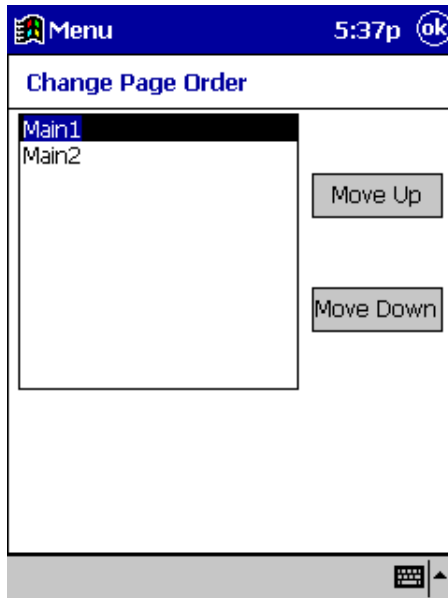 Menu 5:37p ok
Change Page Order
Main1
Main2
Move Up
Move Down